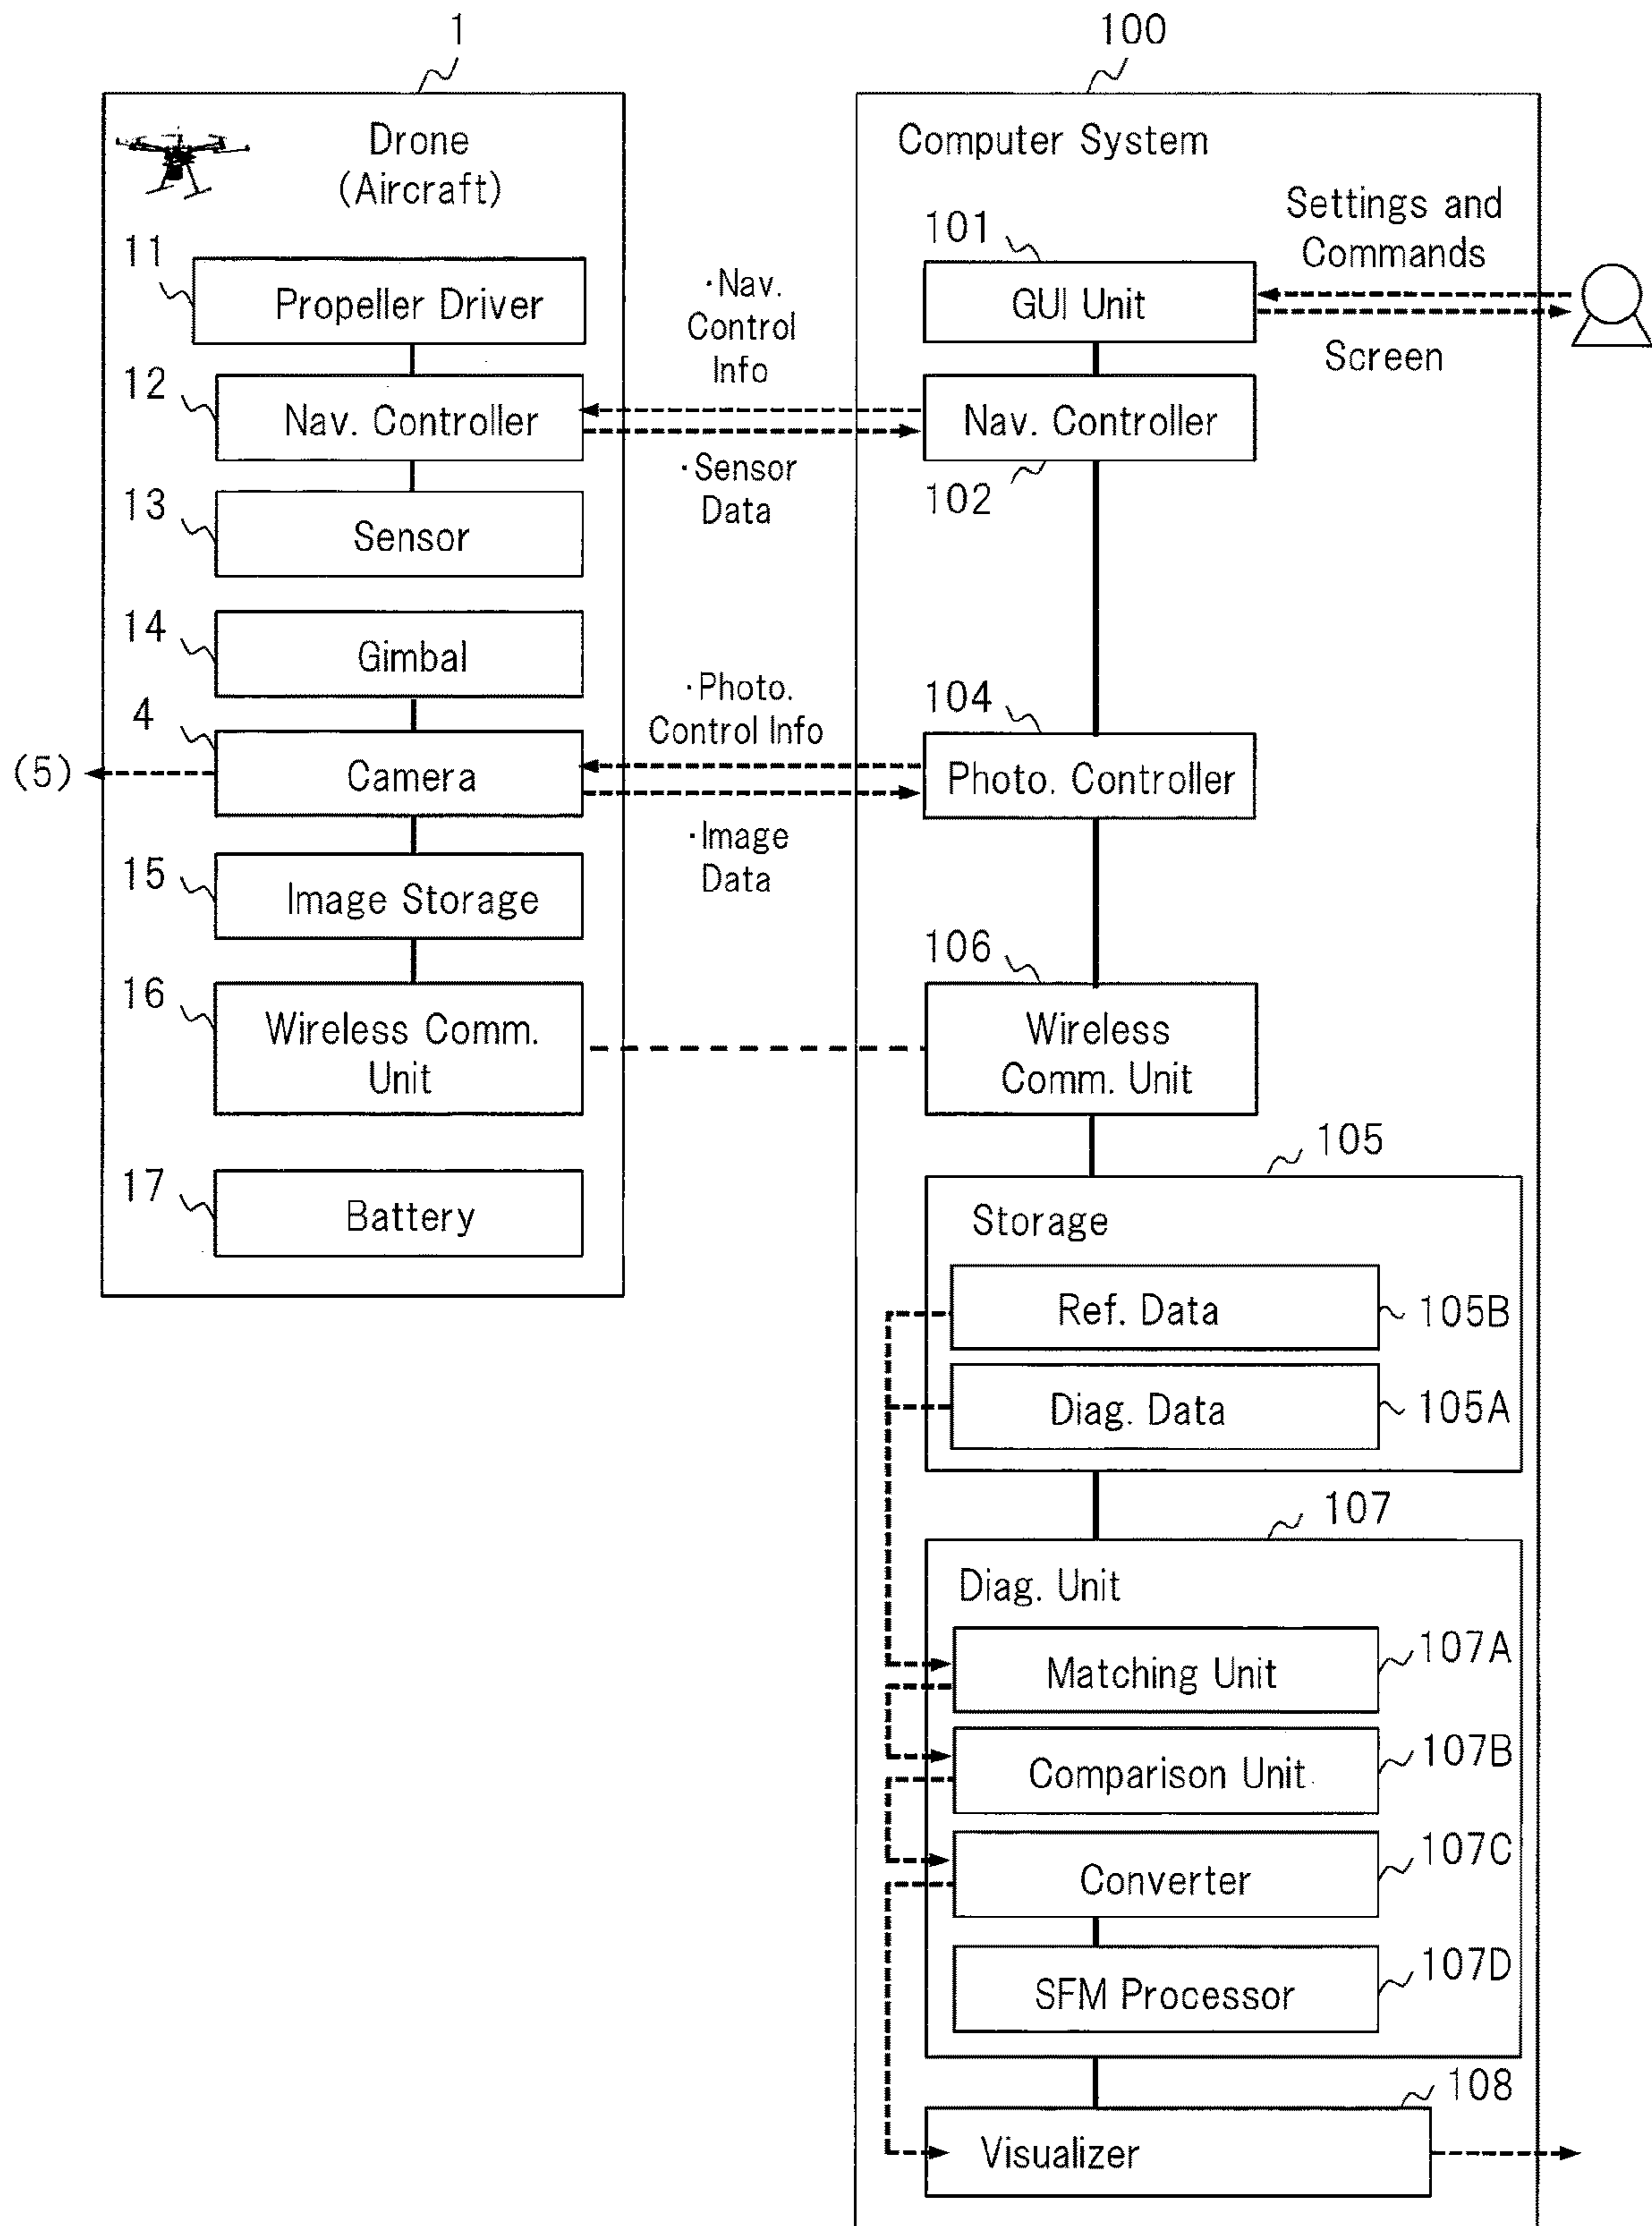 1
Drone
(Aircraft)
11
Propeller Driver
12
Nav. Controller
13
Sensor
14
Gimbal
4
(5)
Camera
15
Image Storage
16
Wireless Comm.
Unit
17
Battery
·Nav.
Control
Info
·Sensor
Data
·Photo.
Control Info
·Image
Data
100
Computer System
Settings and
Commands
101
GUI Unit
Screen
Nav. Controller
102
104
Photo. Controller
106
Wireless
Comm. Unit
105
Storage
Ref. Data
105B
Diag. Data
105A
107
Diag. Unit
107A
Matching Unit
107B
Comparison Unit
107C
Converter
107D
SFM Processor
108
Visualizer